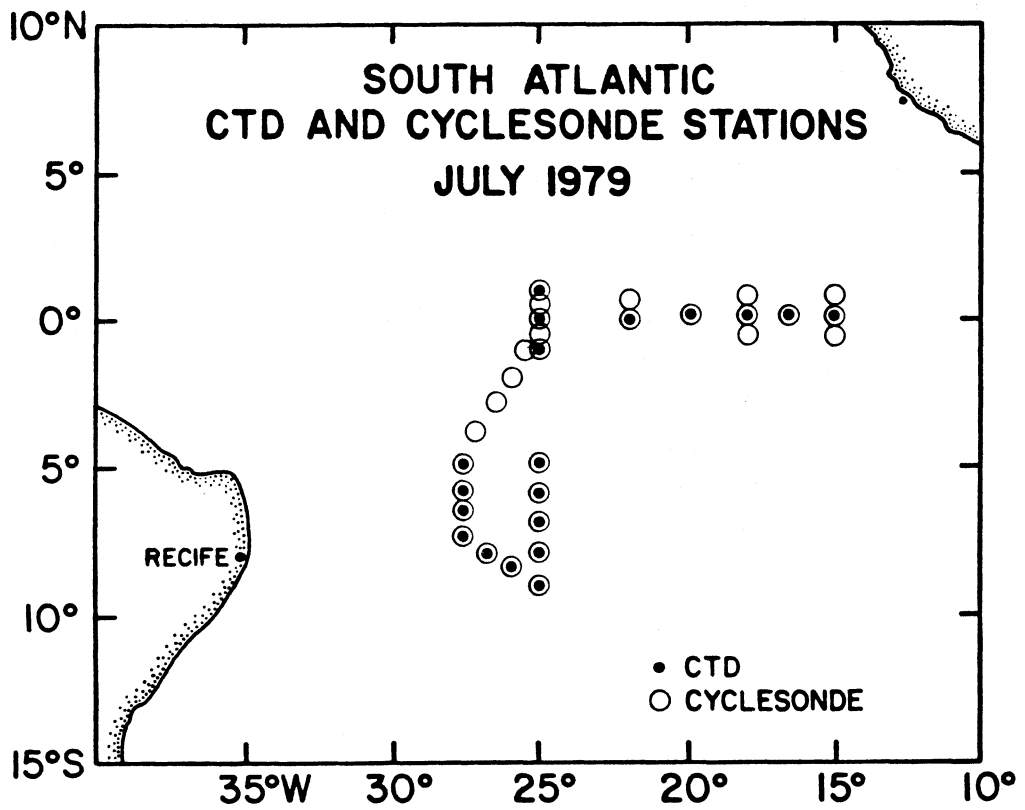 10°N
SOUTH ATLANTIC
CTD AND CYCLESONDE STATIONS
JULY 1979
5°
0°
5°
RECIFE
10°
CTD
CYCLESONDE
15°S
35°W 30° 25° 20° 15° 10°